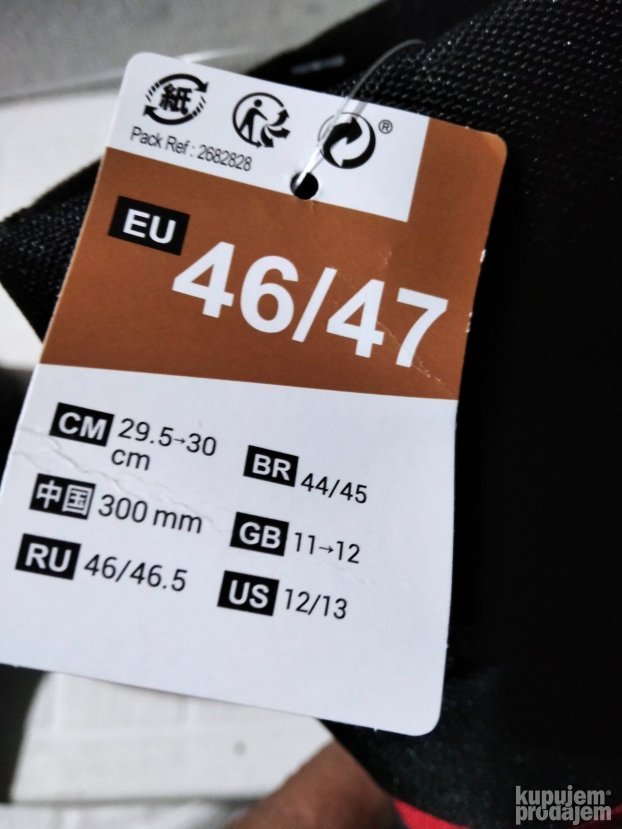 紙
®
Pack Ref : 2682828
EU
46/47
CM 29.5→30 cm
BR 44/45
中国 300 mm
GB 11→12
RU 46/46.5
US 12/13
kupujem®
prodajem